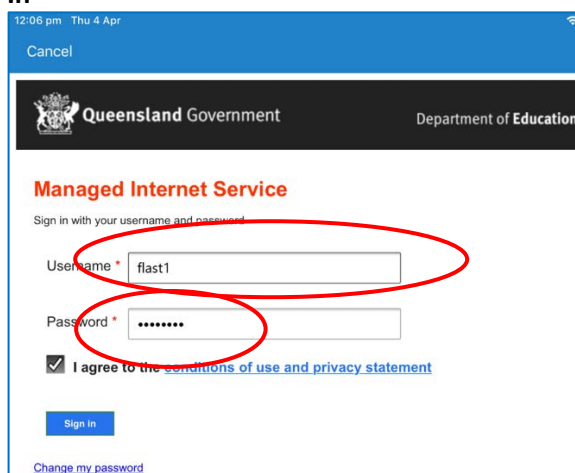 in
12:06 pm Thu 4 Apr
Cancel
Queensland Government Department of Education
Managed Internet Service
Sign in with your username and password
Username * flast1
Password * ••••••••
I agree to the conditions of use and privacy statement
Sign in
Change my password